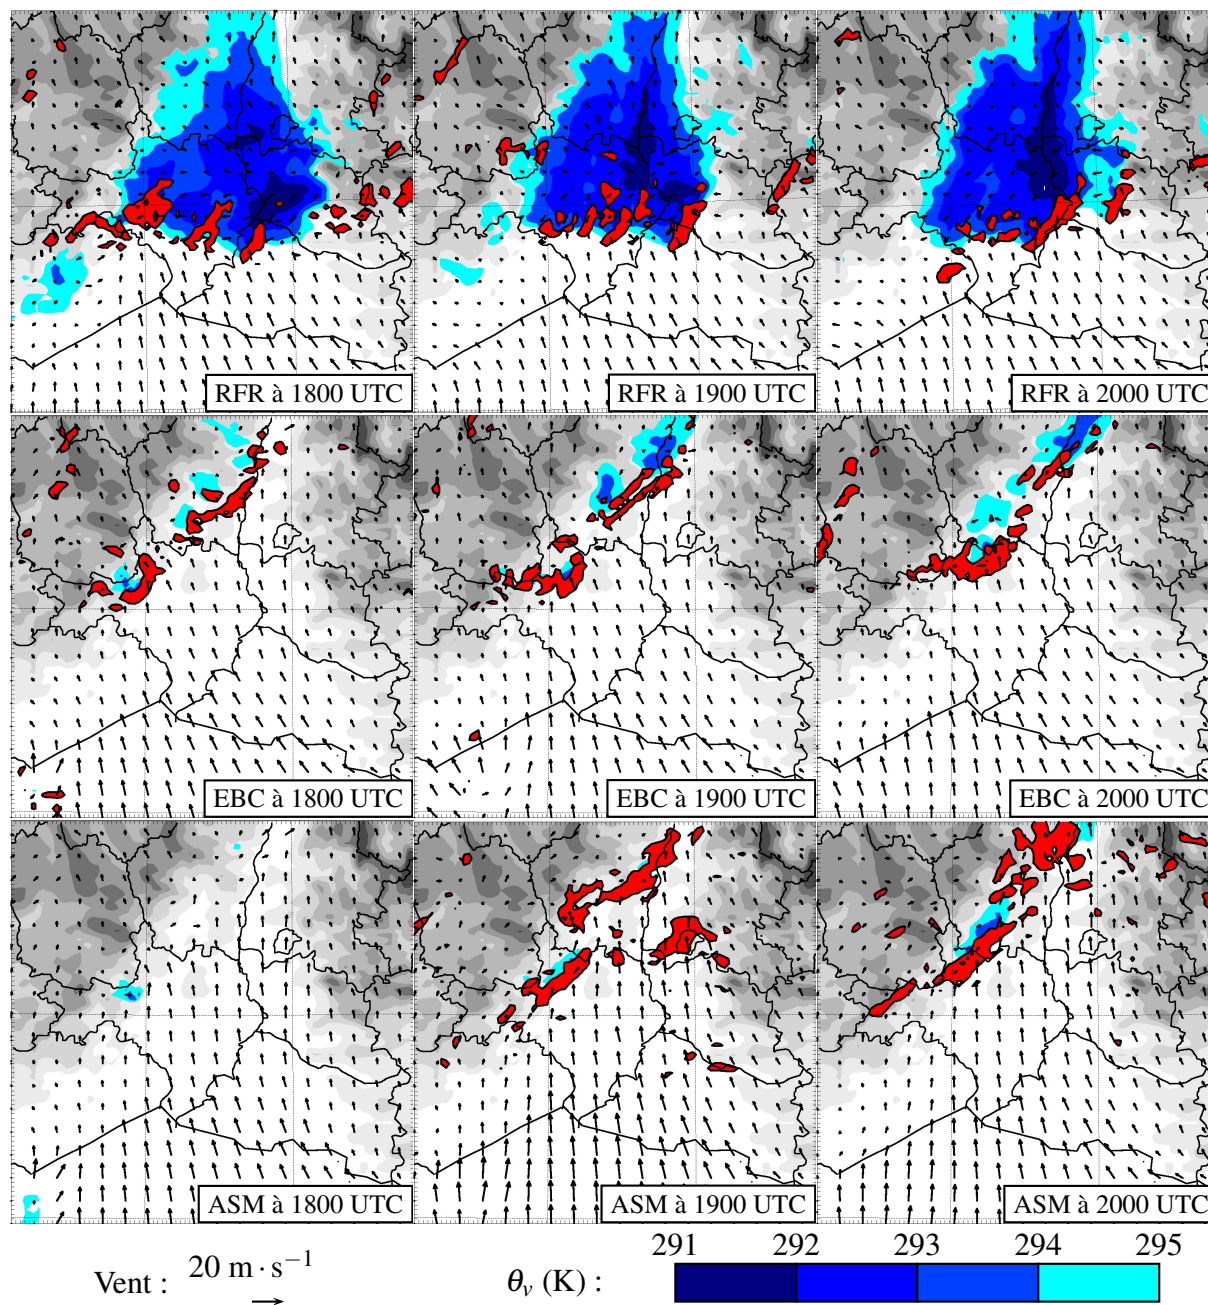 RFR à 1800 UTC
RFR à 1900 UTC
RFR à 2000 UTC
EBC à 1800 UTC
EBC à 1900 UTC
EBC à 2000 UTC
ASM à 1800 UTC
ASM à 1900 UTC
ASM à 2000 UTC
291 292 293 294 295
Vent : 20 m · s⁻¹ θᵥ (K) :